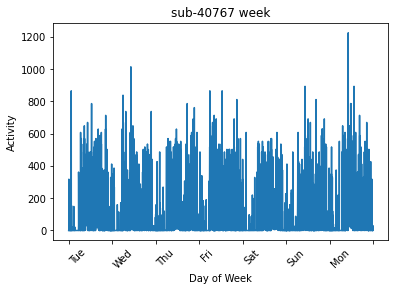 sub-40767 week
1200
1000
800
600
400
200
0
Activity
Tue
Wed
Thu
Fri
Sat
Sun
Mon
Day of Week